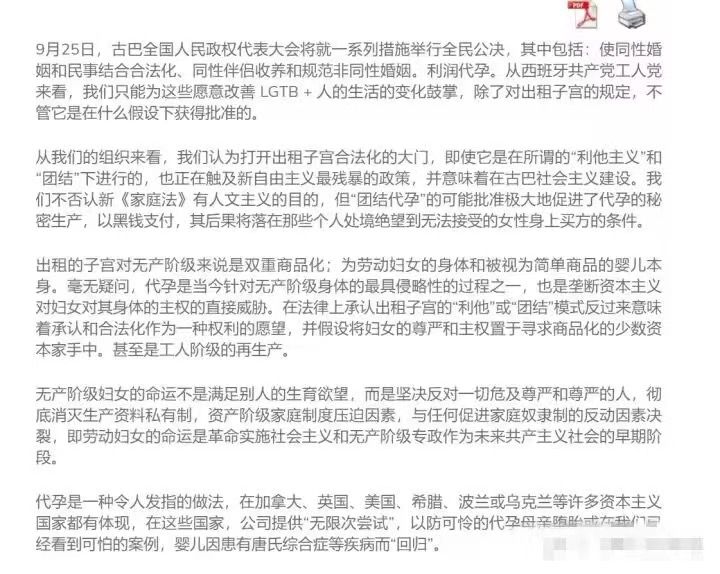 PDF
9月25日，古巴全国人民政权代表大会将就一系列措施举行全民公决，其中包括：使同性婚
姻和民事结合合法化、同性伴侣收养和规范非同性婚姻。利润代孕。从西班牙共产党工人党
来看，我们只能为这些愿意改善 LGTB + 人的生活的变化鼓掌，除了对出租子宫的规定，不
管它是在什么假设下获得批准的。
从我们的组织来看，我们认为打开出租子宫合法化的大门，即使它是在所谓的“利他主义”和
“团结”下进行的，也正在触及新自由主义最残暴的政策，并意味着在古巴社会主义建设。我
们不否认新《家庭法》有人文主义的目的，但“团结代孕”的可能批准极大地促进了代孕的秘
密生产，以黑钱支付，其后果将落在那些个人处境绝望到无法接受的女性身上买方的条件。
出租的子宫对无产阶级来说是双重商品化；为劳动妇女的身体和被视为简单商品的婴儿本
身。毫无疑问，代孕是当今针对无产阶级身体的最具侵略性的过程之一，也是垄断资本主义
对妇女对其身体的主权的直接威胁。在法律上承认出租子宫的“利他”或“团结”模式反过来意味
着承认和合法化作为一种权利的愿望，并假设将妇女的尊严和主权置于寻求商品化的少数资
本家手中。甚至是工人阶级的再生产。
无产阶级妇女的命运不是满足别人的生育欲望，而是坚决反对一切危及尊严和尊严的人，彻
底消灭生产资料私有制，资产阶级家庭制度压迫因素，与任何促进家庭奴隶制的反动因素决
裂，即劳动妇女的命运是革命实施社会主义和无产阶级专政作为未来共产主义社会的早期阶
段。
代孕是一种令人发指的做法，在加拿大、英国、美国、希腊、波兰或乌克兰等许多资本主义
国家都有体现，在这些国家，公司提供“无限次尝试”，以防可怜的代孕母亲堕胎或在我们已
经看到可怕的案例，婴儿因患有唐氏综合症等疾病而“回归”。